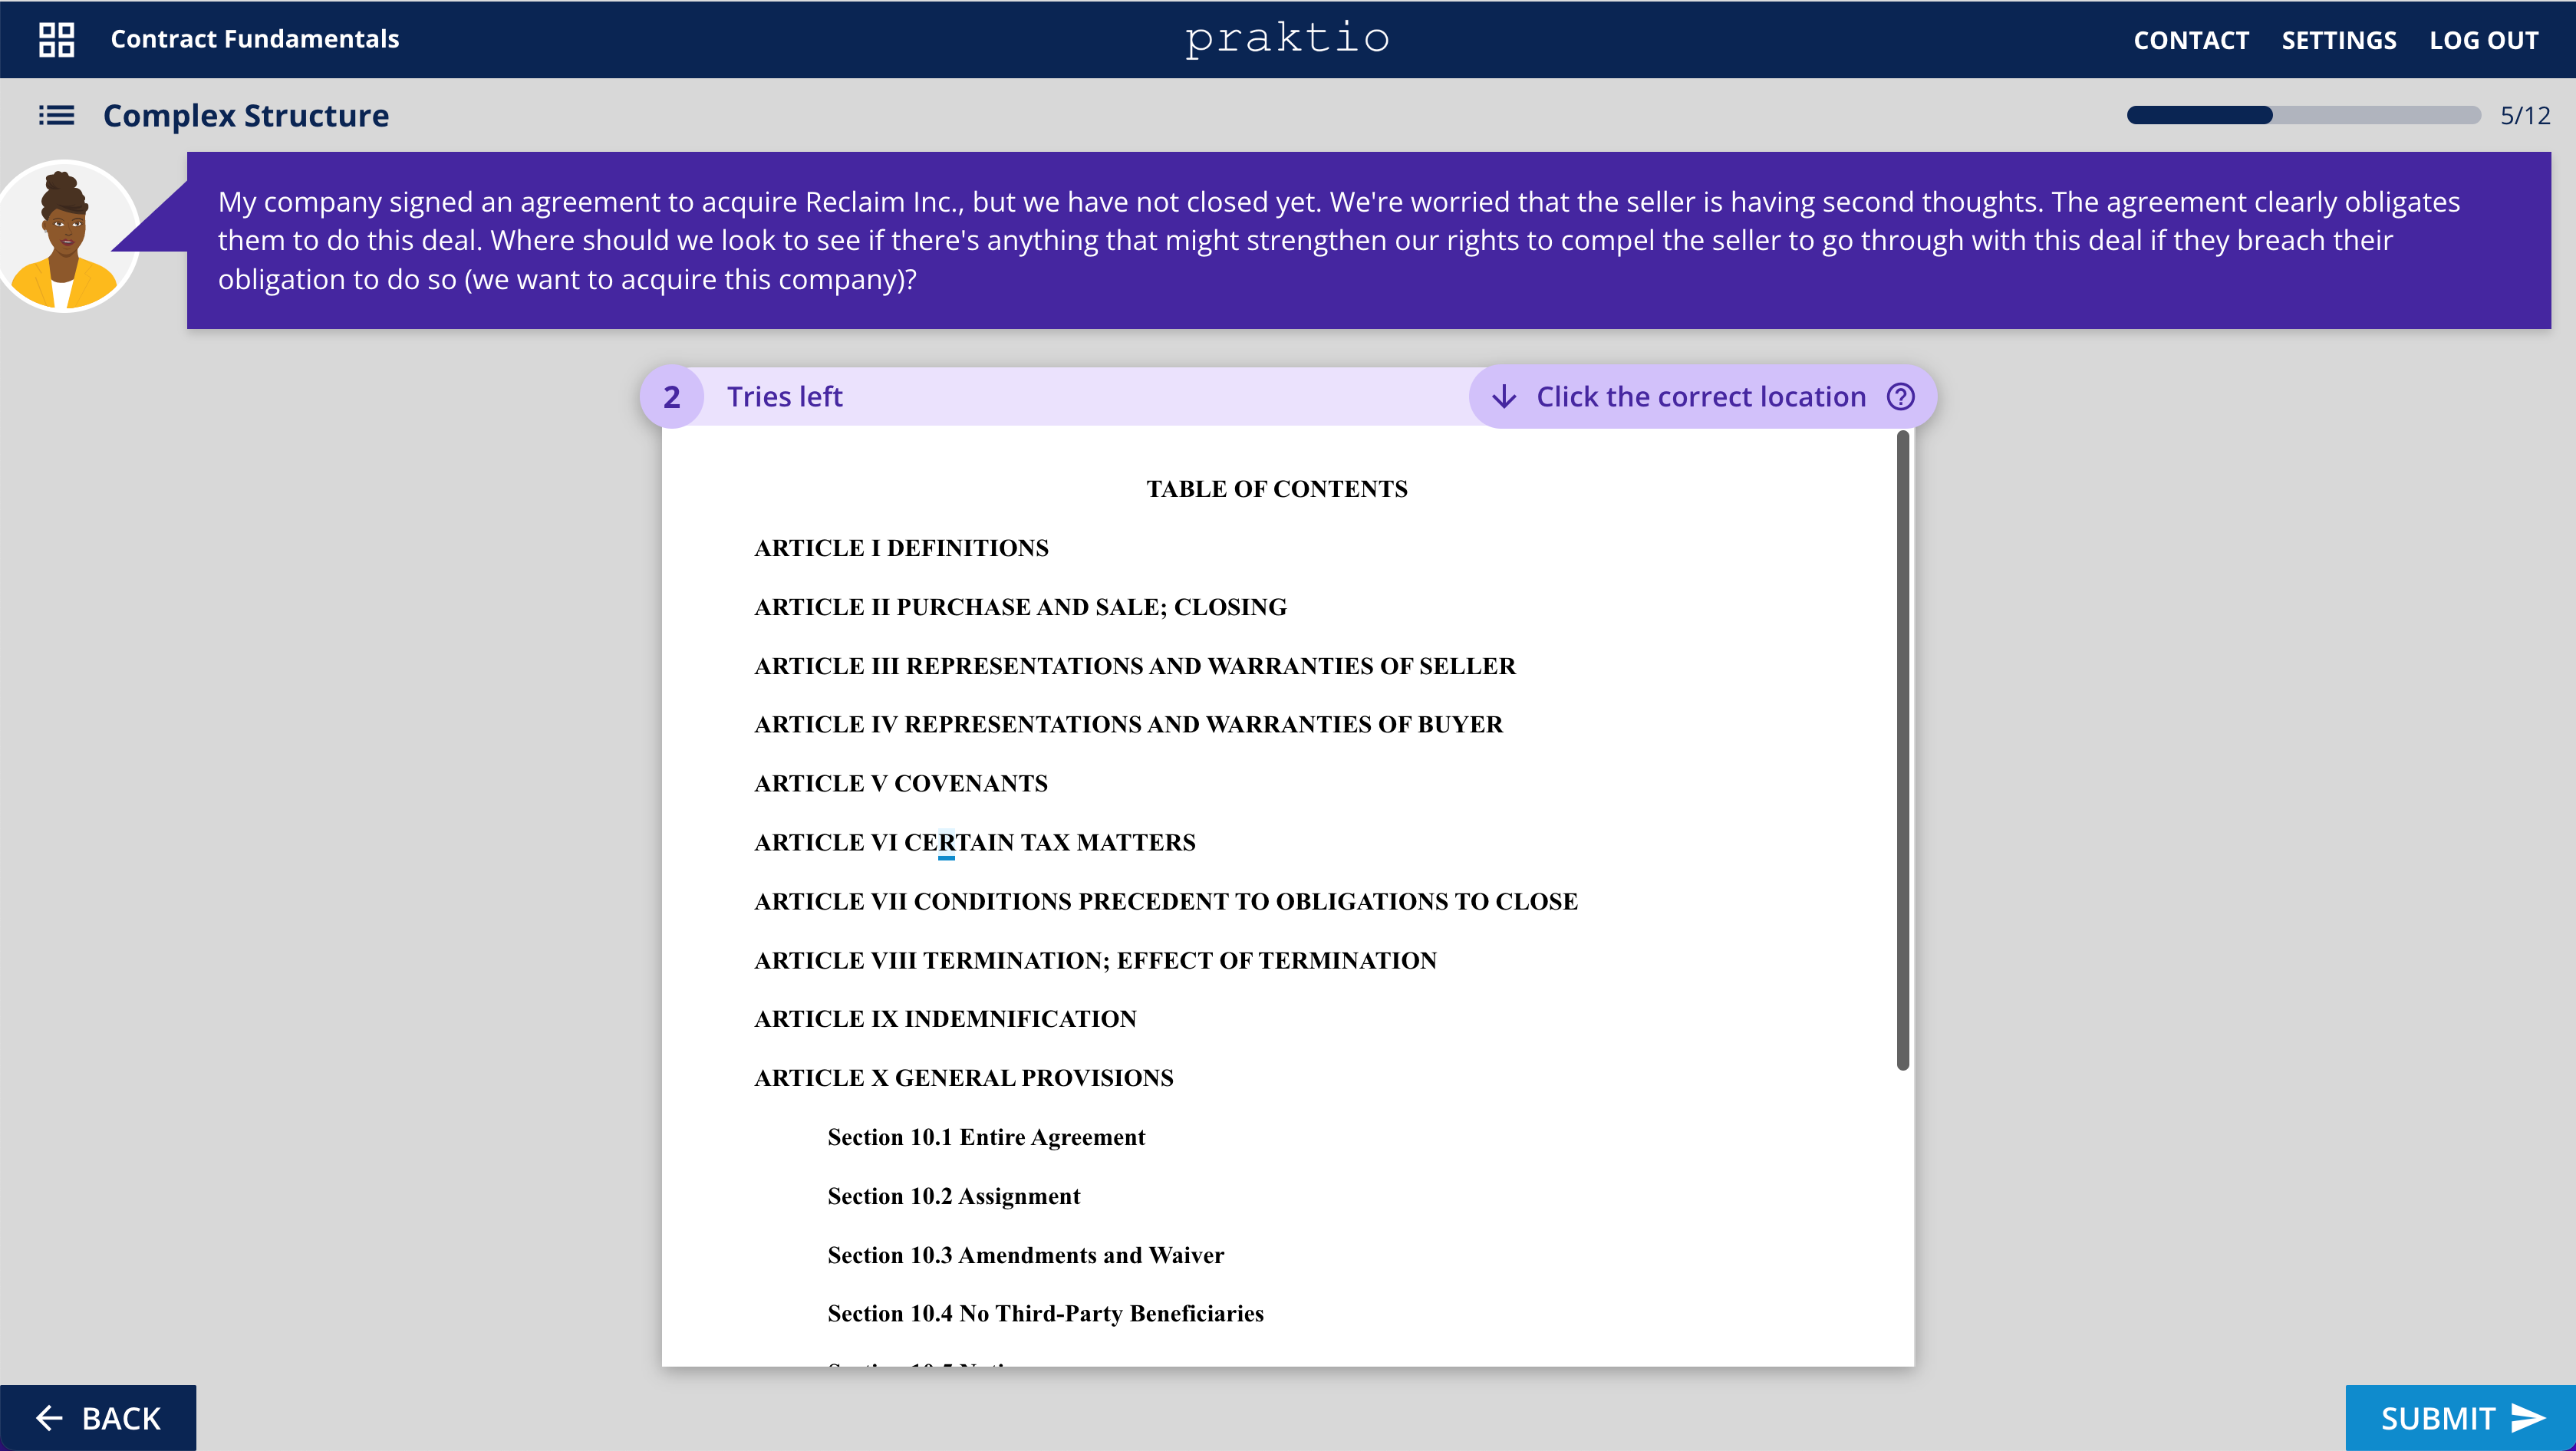 Contract Fundamentals
praktio
CONTACT SETTINGS LOG OUT
Complex Structure
5/12
My company signed an agreement to acquire Reclaim Inc., but we have not closed yet. We're worried that the seller is having second thoughts. The agreement clearly obligates
them to do this deal. Where should we look to see if there's anything that might strengthen our rights to compel the seller to go through with this deal if they breach their
obligation to do so (we want to acquire this company)?
2 Tries left
Click the correct location
TABLE OF CONTENTS
ARTICLE I DEFINITIONS
ARTICLE II PURCHASE AND SALE; CLOSING
ARTICLE III REPRESENTATIONS AND WARRANTIES OF SELLER
ARTICLE IV REPRESENTATIONS AND WARRANTIES OF BUYER
ARTICLE V COVENANTS
ARTICLE VI CERTAIN TAX MATTERS
ARTICLE VII CONDITIONS PRECEDENT TO OBLIGATIONS TO CLOSE
ARTICLE VIII TERMINATION; EFFECT OF TERMINATION
ARTICLE IX INDEMNIFICATION
ARTICLE X GENERAL PROVISIONS
Section 10.1 Entire Agreement
Section 10.2 Assignment
Section 10.3 Amendments and Waiver
Section 10.4 No Third-Party Beneficiaries
BACK
SUBMIT